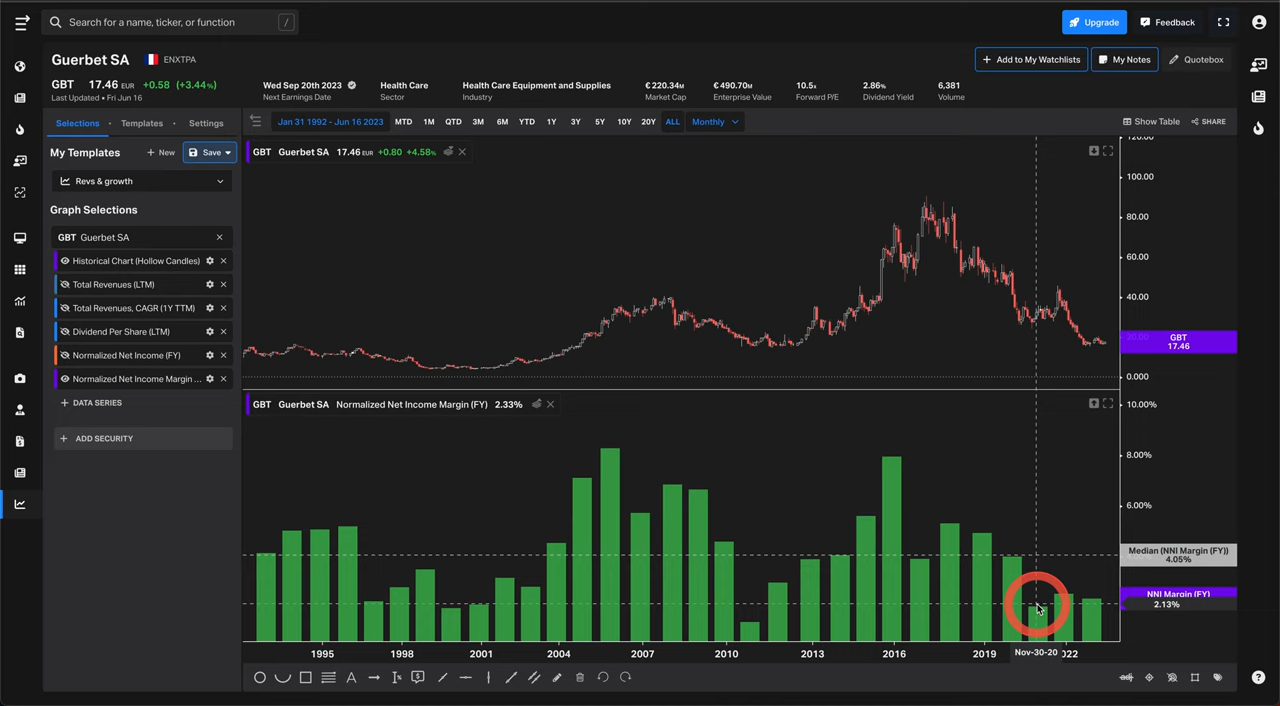 Search for a name, ticker, or function /
Upgrade
Feedback
Guerbet SA ENXTPA
Add to My Watchlists
My Notes
Quotebox
GBT 17.46 EUR +0.58 (+3.44%)
Last Updated • Fri Jun 16
Wed Sep 20th 2023
Next Earnings Date
Health Care
Sector
Health Care Equipment and Supplies
Industry
€ 220.34M
Market Cap
€ 490.70M
Enterprise Value
10.5x
Forward P/E
2.86%
Dividend Yield
6,381
Volume
Selections • Templates • Settings
Jan 31 1992 - Jun 16 2023 MTD 1M QTD 3M 6M YTD 1Y 3Y 5Y 10Y 20Y ALL Monthly
Show Table
SHARE
My Templates + New Save
Revs & growth
Graph Selections
GBT Guerbet SA
Historical Chart (Hollow Candles)
Total Revenues (LTM)
Total Revenues, CAGR (1Y TTM)
Dividend Per Share (LTM)
Normalized Net Income (FY)
Normalized Net Income Margin ...
+ DATA SERIES
+ ADD SECURITY
GBT Guerbet SA 17.46 EUR +0.80 +4.58%
120.00
100.00
80.00
60.00
40.00
20.00
GBT
17.46
0.000
GBT Guerbet SA Normalized Net Income Margin (FY) 2.33%
10.00%
8.00%
6.00%
Median (NNI Margin (FY))
4.05%
NNI Margin (FY)
2.13%
1995 1998 2001 2004 2007 2010 2013 2016 2019 Nov-30-20 022
A